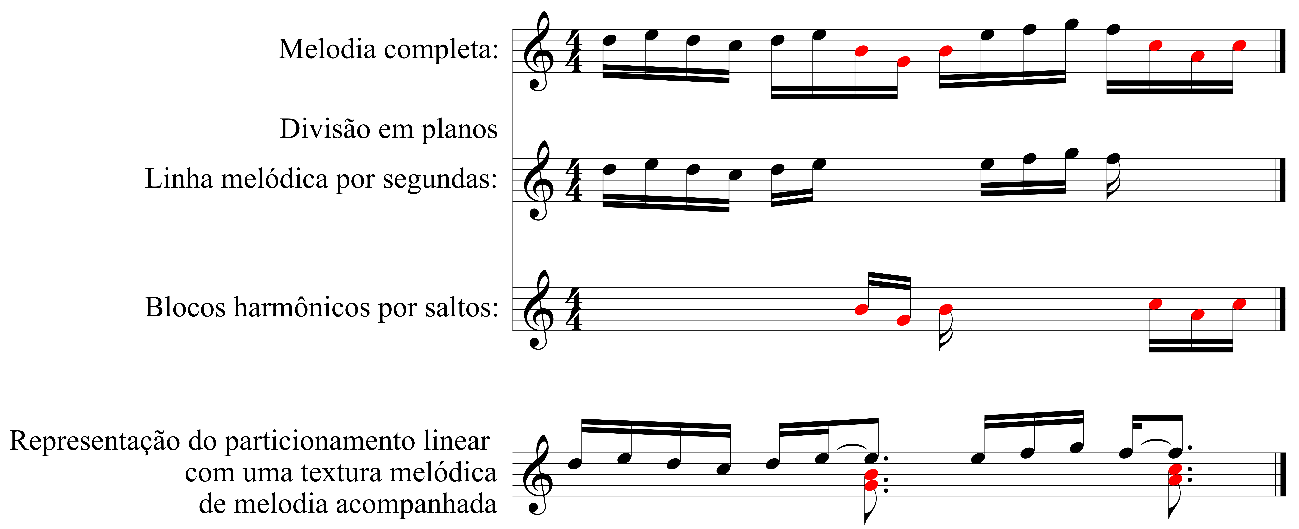 Melodia completa:
Divisão em planos
Linha melódica por segundas:
Blocos harmônicos por saltos:
Representação do particionamento linear
com uma textura melódica
de melodia acompanhada